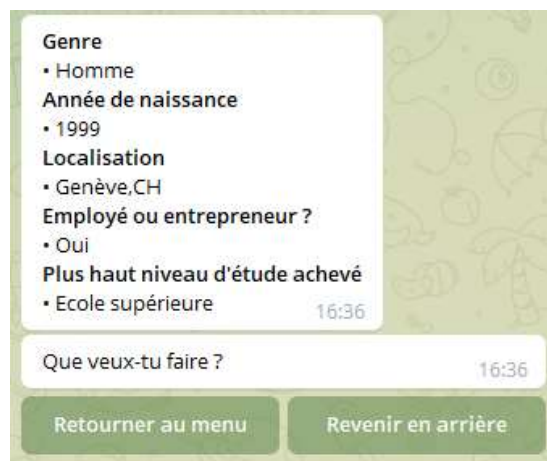 Genre
• Homme
Année de naissance
• 1999
Localisation
• Genève,CH
Employé ou entrepreneur ?
• Oui
Plus haut niveau d'étude achevé
• Ecole supérieure
16:36
Que veux-tu faire ?
16:36
Retourner au menu
Revenir en arrière